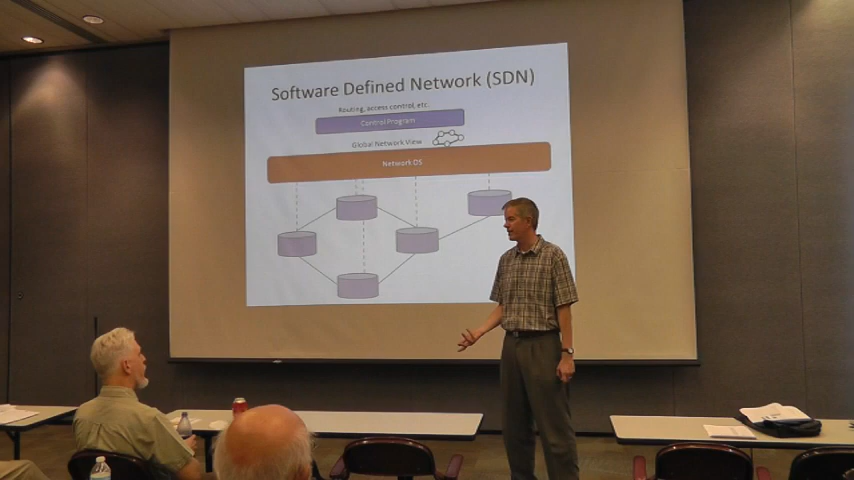 Software Defined Network (SDN)
Routing, access control, etc.
Control Program
Global Network View
Network OS